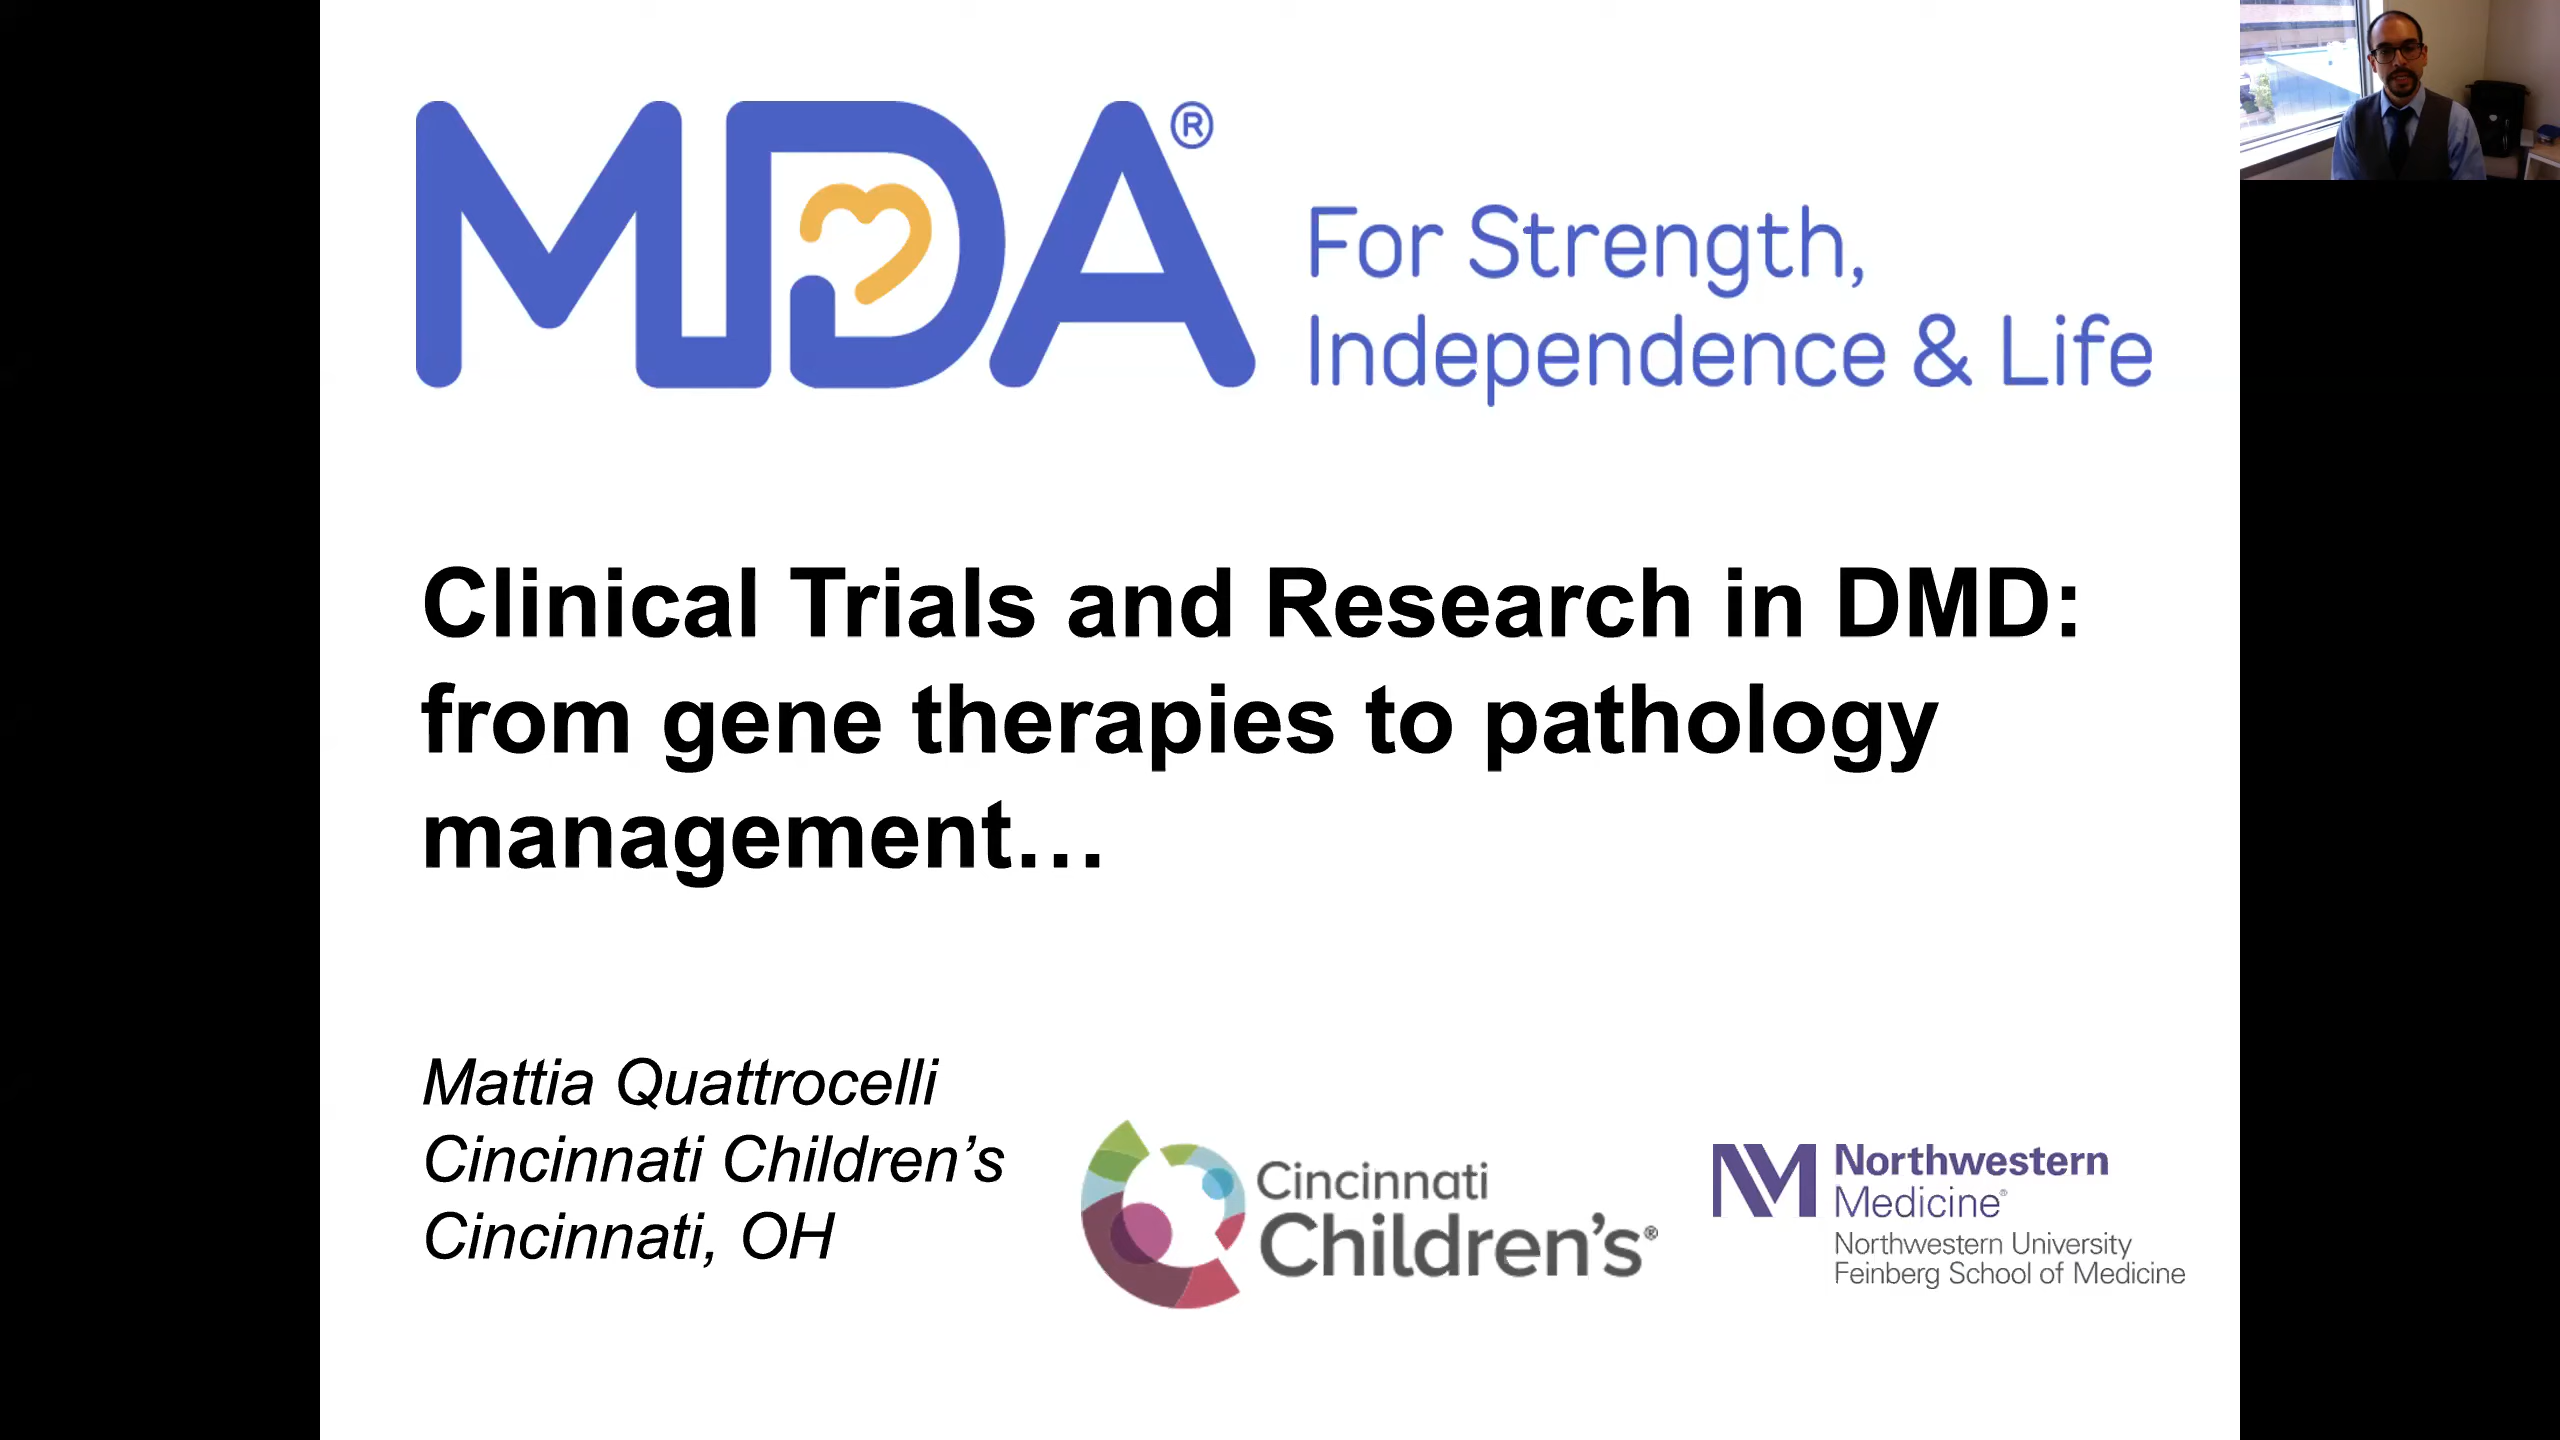 MDA®
For Strength,
Independence & Life
Clinical Trials and Research in DMD:
from gene therapies to pathology
management…
Mattia Quattrocelli
Cincinnati Children’s
Cincinnati, OH
Cincinnati
Children’s®
NM
Northwestern
Medicine®
Northwestern University
Feinberg School of Medicine